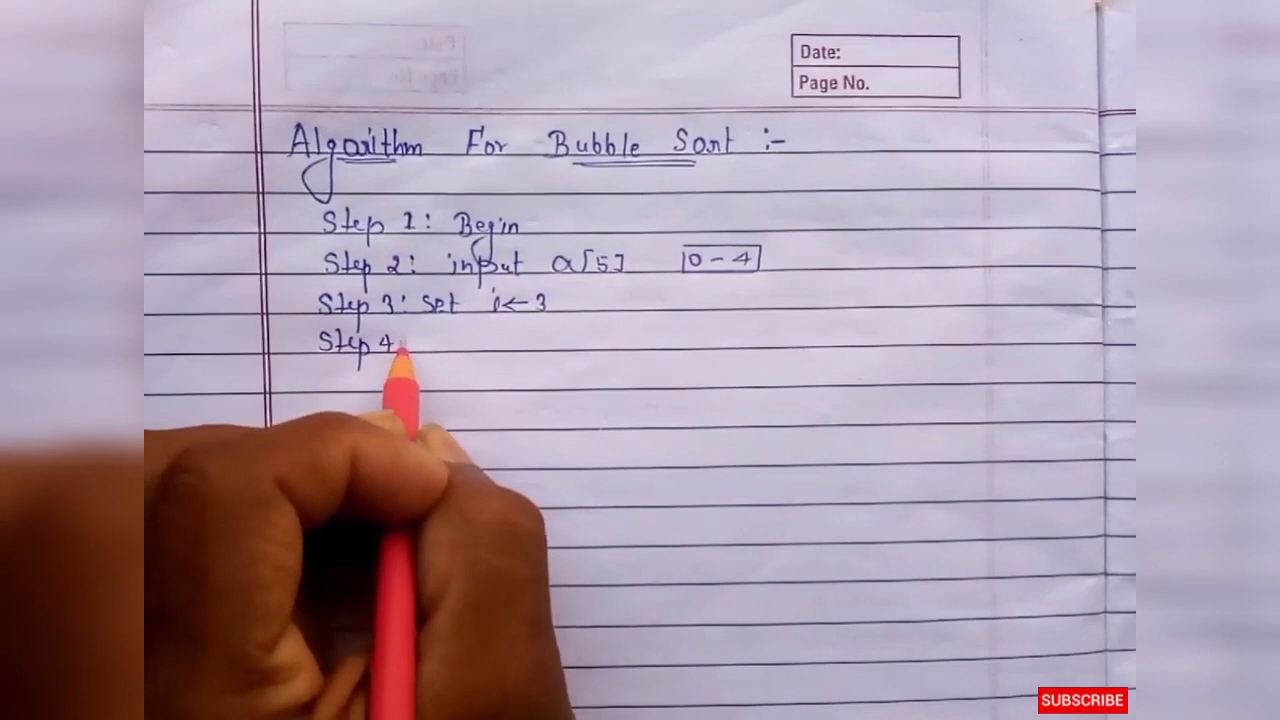 Date:
Page No.
Algorithm For Bubble Sort :-
Step 1: Begin
Step 2: input a[5] 0-4
Step 3: set i←3
Step 4
SUBSCRIBE